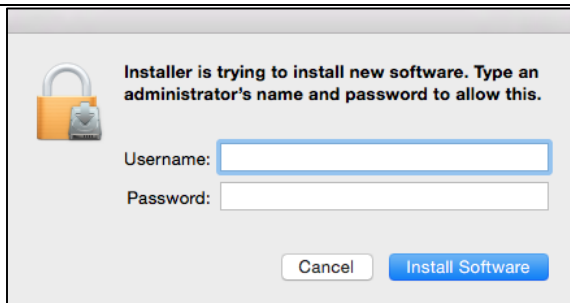 Installer is trying to install new software. Type an
administrator's name and password to allow this.
Username:
Password:
Cancel
Install Software